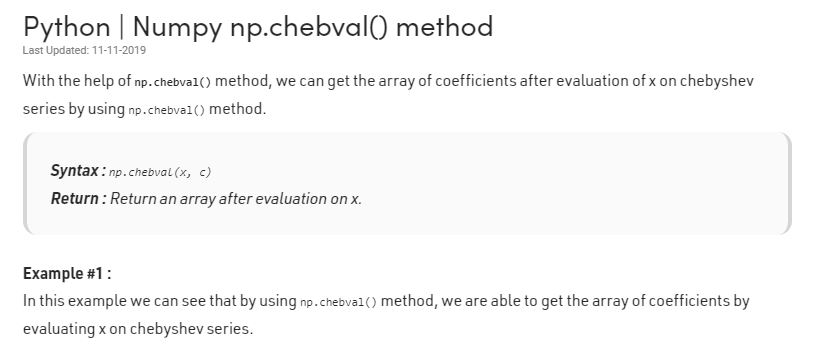 Python | Numpy np.chebval() method
Last Updated: 11-11-2019
With the help of np.chebval() method, we can get the array of coefficients after evaluation of x on chebyshev
series by using np.chebval() method.
Syntax : np.chebval(x, c)
Return : Return an array after evaluation on x.
Example #1 :
In this example we can see that by using np.chebval() method, we are able to get the array of coefficients by
evaluating x on chebyshev series.